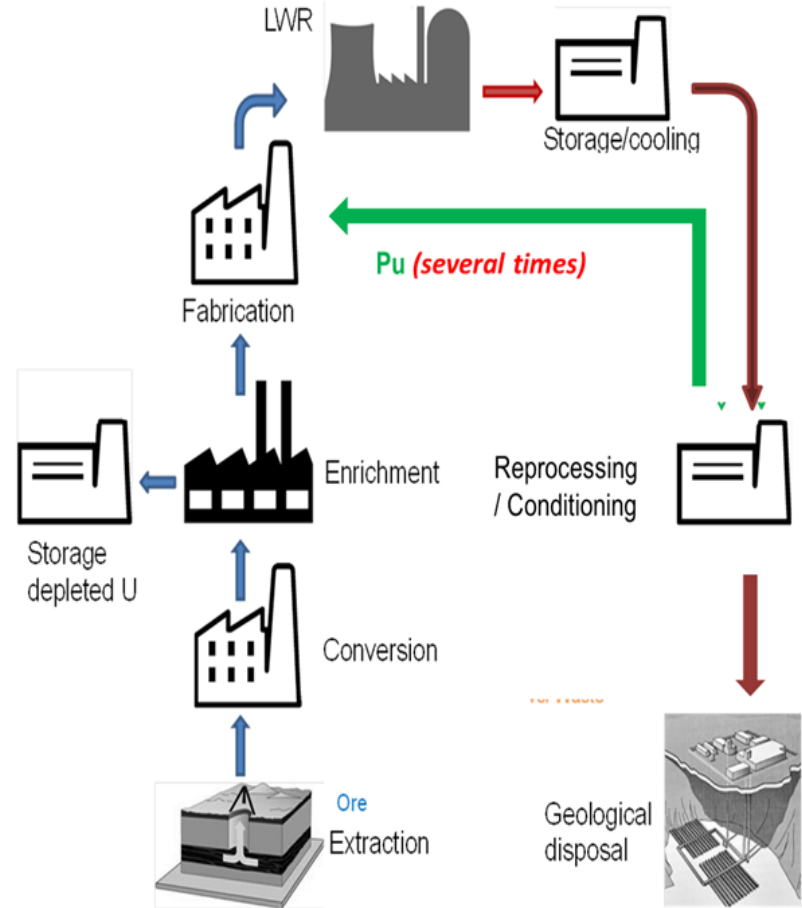 LWR
Storage/cooling
Pu (several times)
Fabrication
Enrichment
Reprocessing
/ Conditioning
Storage
depleted U
Conversion
Ore
Extraction
Geological
disposal